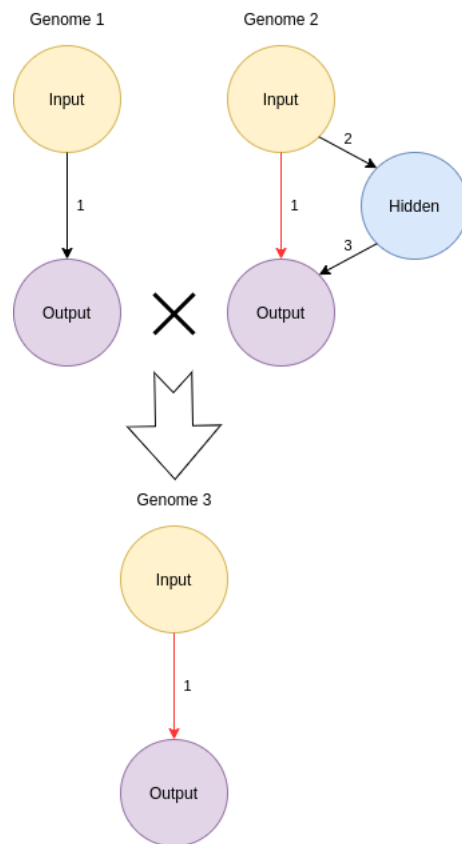 Genome 1
Genome 2
Input
Input
2
1
1
Hidden
3
Output
Output
Genome 3
Input
1
Output